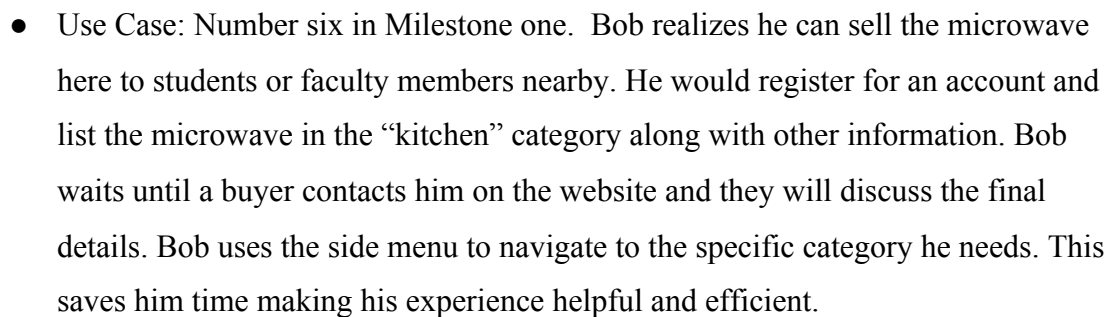 ● Use Case: Number six in Milestone one.  Bob realizes he can sell the microwave
here to students or faculty members nearby. He would register for an account and
list the microwave in the “kitchen” category along with other information. Bob
waits until a buyer contacts him on the website and they will discuss the final
details. Bob uses the side menu to navigate to the specific category he needs. This
saves him time making his experience helpful and efficient.